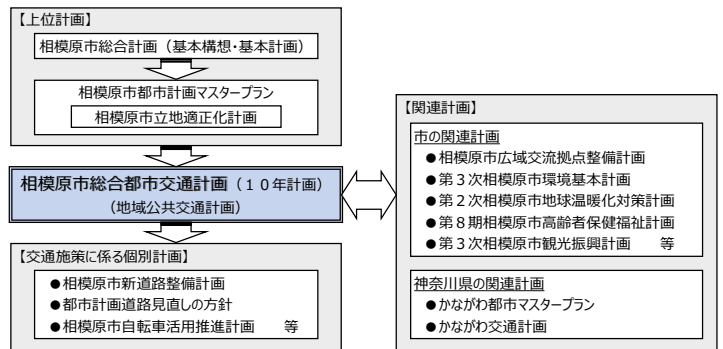 【上位計画】
相模原市総合計画（基本構想・基本計画）
相模原市都市計画マスタープラン
相模原市立地適正化計画
相模原市総合都市交通計画（１０年計画）
（地域公共交通計画）
【交通施策に係る個別計画】
●相模原市新道路整備計画
●都市計画道路見直しの方針
●相模原市自転車活用推進計画　等
【関連計画】
市の関連計画
●相模原市広域交流拠点整備計画
●第３次相模原市環境基本計画
●第２次相模原市地球温暖化対策計画
●第８期相模原市高齢者保健福祉計画
●第３次相模原市観光振興計画　等
神奈川県の関連計画
●かながわ都市マスタープラン
●かながわ交通計画